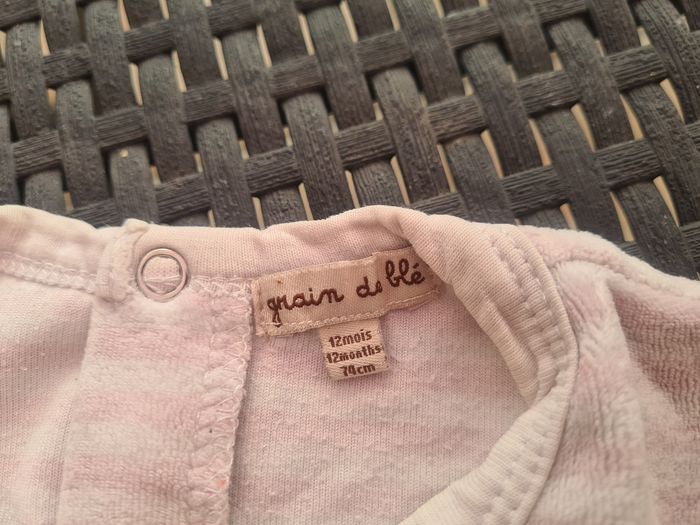 grain de blé
12mois
12months
74cm